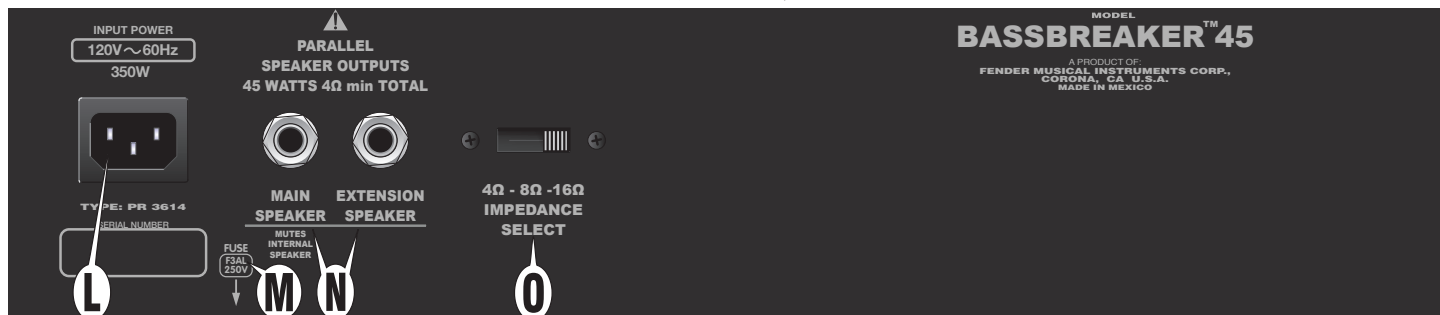 INPUT POWER
120V~60Hz
350W
TYPE: PR 3614
SERIAL NUMBER
PARALLEL
SPEAKER OUTPUTS
45 WATTS 4Ω min TOTAL
MAIN
SPEAKER
EXTENSION
SPEAKER
MUTES
INTERNAL
SPEAKER
FUSE
F3AL
250V
4Ω - 8Ω -16Ω
IMPEDANCE
SELECT
MODEL
BASSBREAKER™45
A PRODUCT OF:
FENDER MUSICAL INSTRUMENTS CORP.,
CORONA, CA U.S.A.
MADE IN MEXICO
L
M
N
O